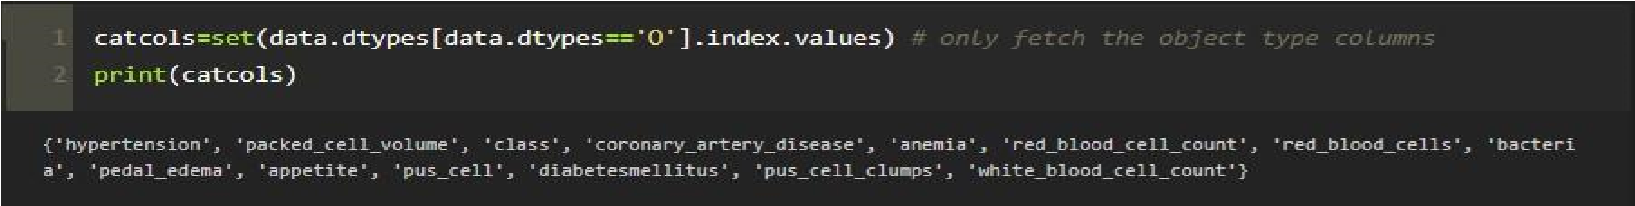 1 catcols=set(data.dtypes[data.dtypes=='O'].index.values) # only fetch the object type columns
2 print(catcols)
{'hypertension', 'packed_cell_volume', 'class', 'coronary_artery_disease', 'anemia', 'red_blood_cell_count', 'red_blood_cells', 'bacteri
a', 'pedal_edema', 'appetite', 'pus_cell', 'diabetesmellitus', 'pus_cell_clumps', 'white_blood_cell_count'}